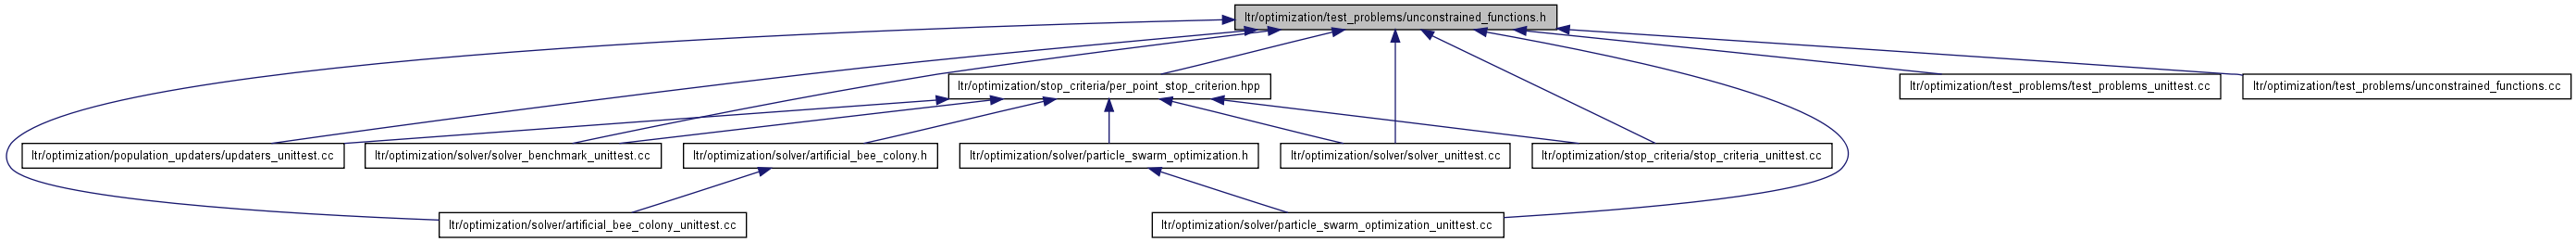 ltr/optimization/test_problems/unconstrained_functions.h
ltr/optimization/stop_criteria/per_point_stop_criterion.hpp
ltr/optimization/test_problems/test_problems_unittest.cc
ltr/optimization/test_problems/unconstrained_functions.cc
ltr/optimization/population_updaters/updaters_unittest.cc
ltr/optimization/solver/solver_benchmark_unittest.cc
ltr/optimization/solver/artificial_bee_colony.h
ltr/optimization/solver/particle_swarm_optimization.h
ltr/optimization/solver/solver_unittest.cc
ltr/optimization/stop_criteria/stop_criteria_unittest.cc
ltr/optimization/solver/artificial_bee_colony_unittest.cc
ltr/optimization/solver/particle_swarm_optimization_unittest.cc